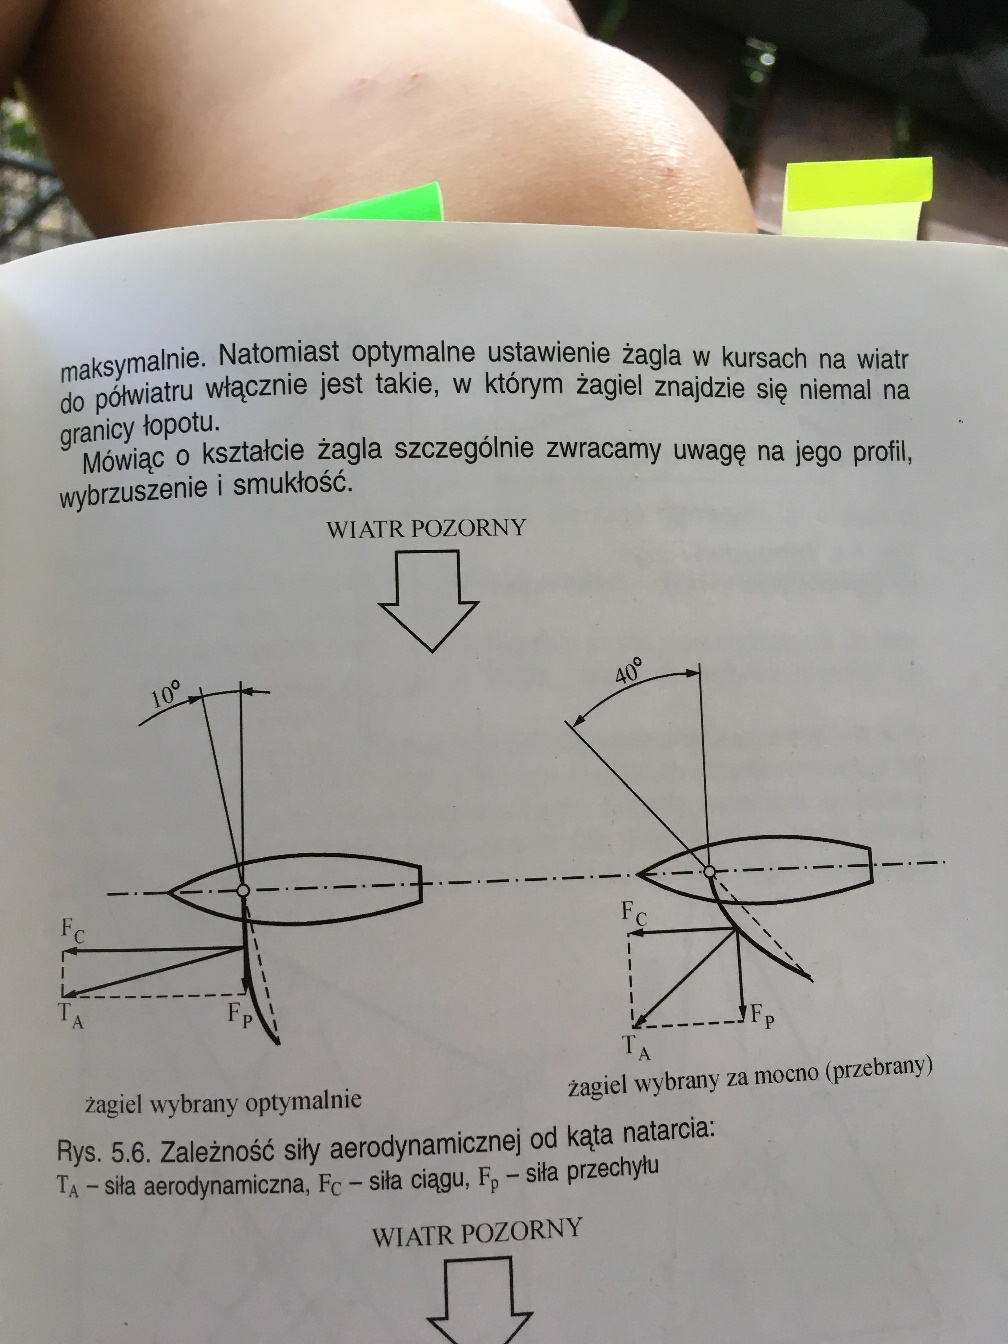 maksymalnie. Natomiast optymalne ustawienie żagla w kursach na wiatr
do półwiatru włącznie jest takie, w którym żagiel znajdzie się niemal na
granicy łopotu.
Mówiąc o kształcie żagla szczególnie zwracamy uwagę na jego profil,
wybrzuszenie i smukłość.
WIATR POZORNY
10°
40°
FC
TA
FP
FC
TA
FP
żagiel wybrany optymalnie
żagiel wybrany za mocno (przebrany)
Rys. 5.6. Zależność siły aerodynamicznej od kąta natarcia:
TA – siła aerodynamiczna, FC – siła ciągu, Fp – siła przechyłu
WIATR POZORNY